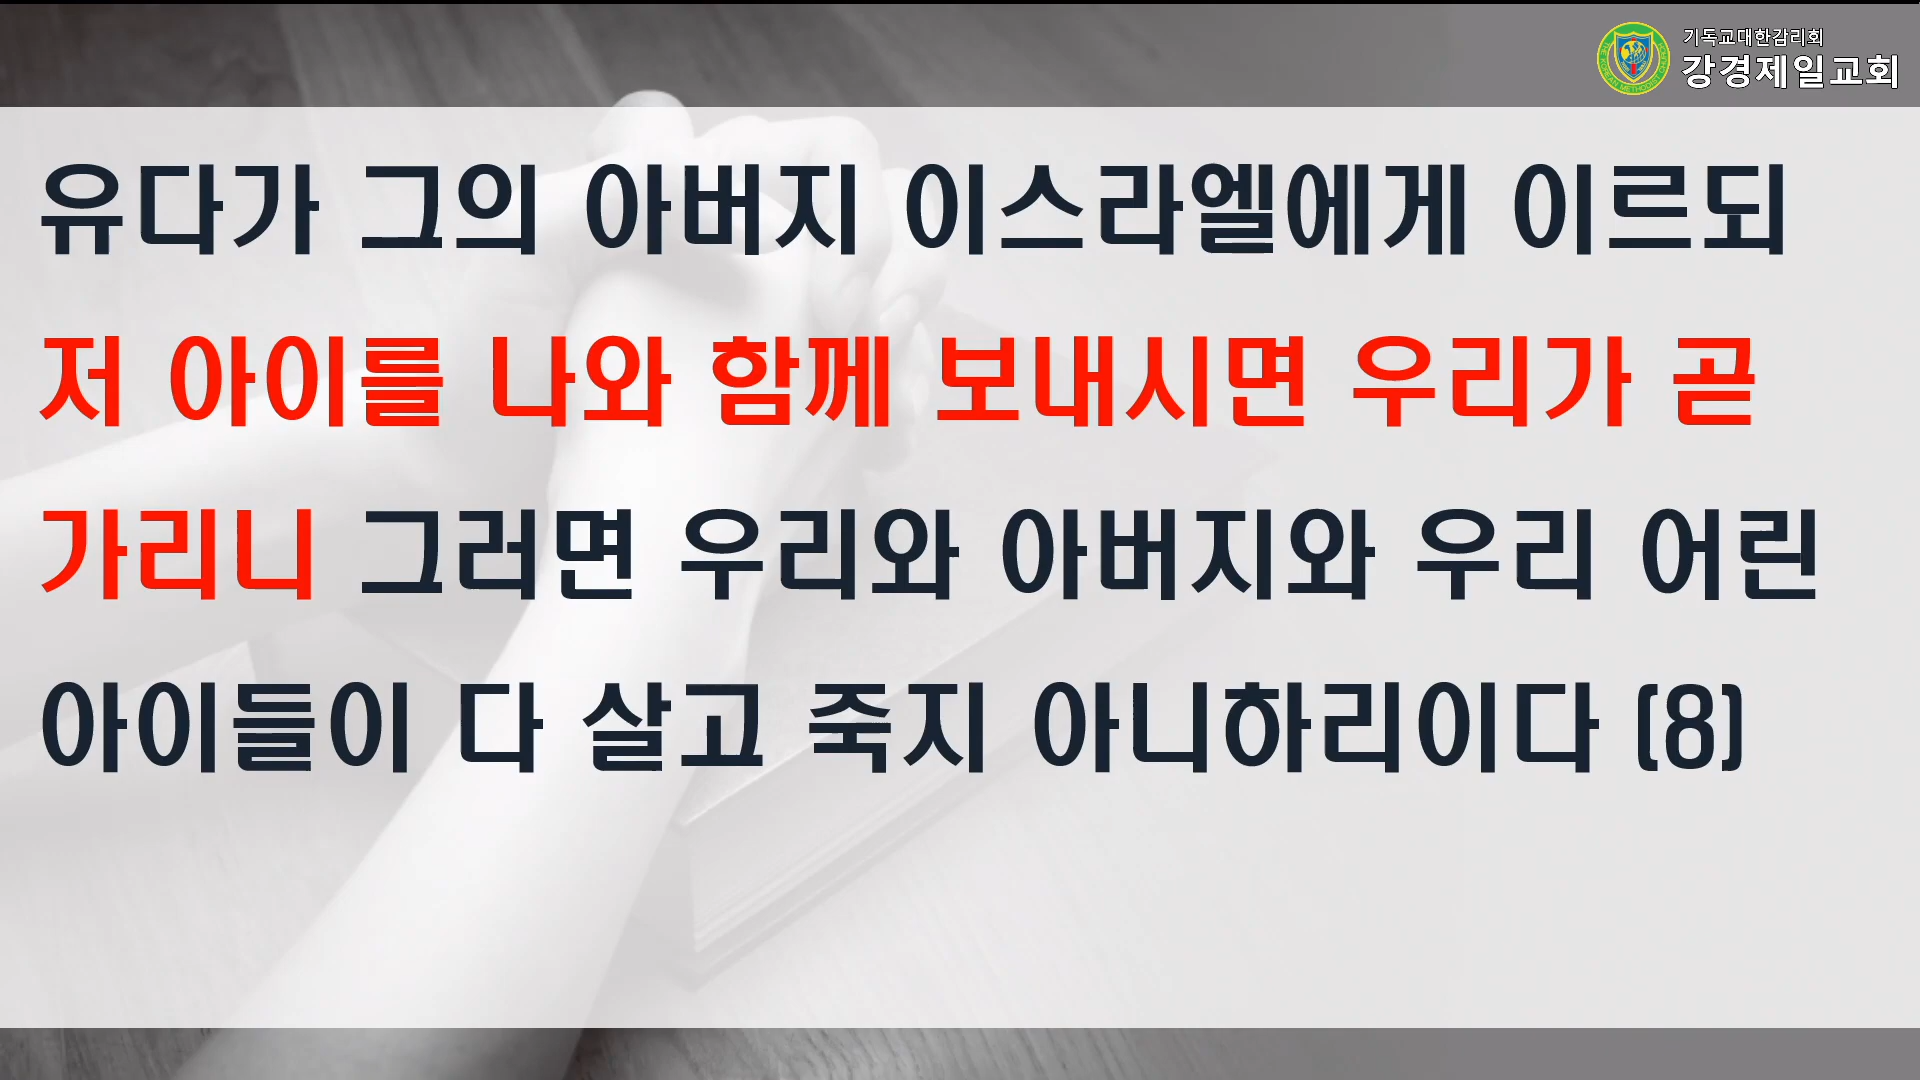 기독교대한감리회
강경제일교회
유다가 그의 아버지 이스라엘에게 이르되
저 아이를 나와 함께 보내시면 우리가 곧
가리니 그러면 우리와 아버지와 우리 어린
아이들이 다 살고 죽지 아니하리이다 (8)